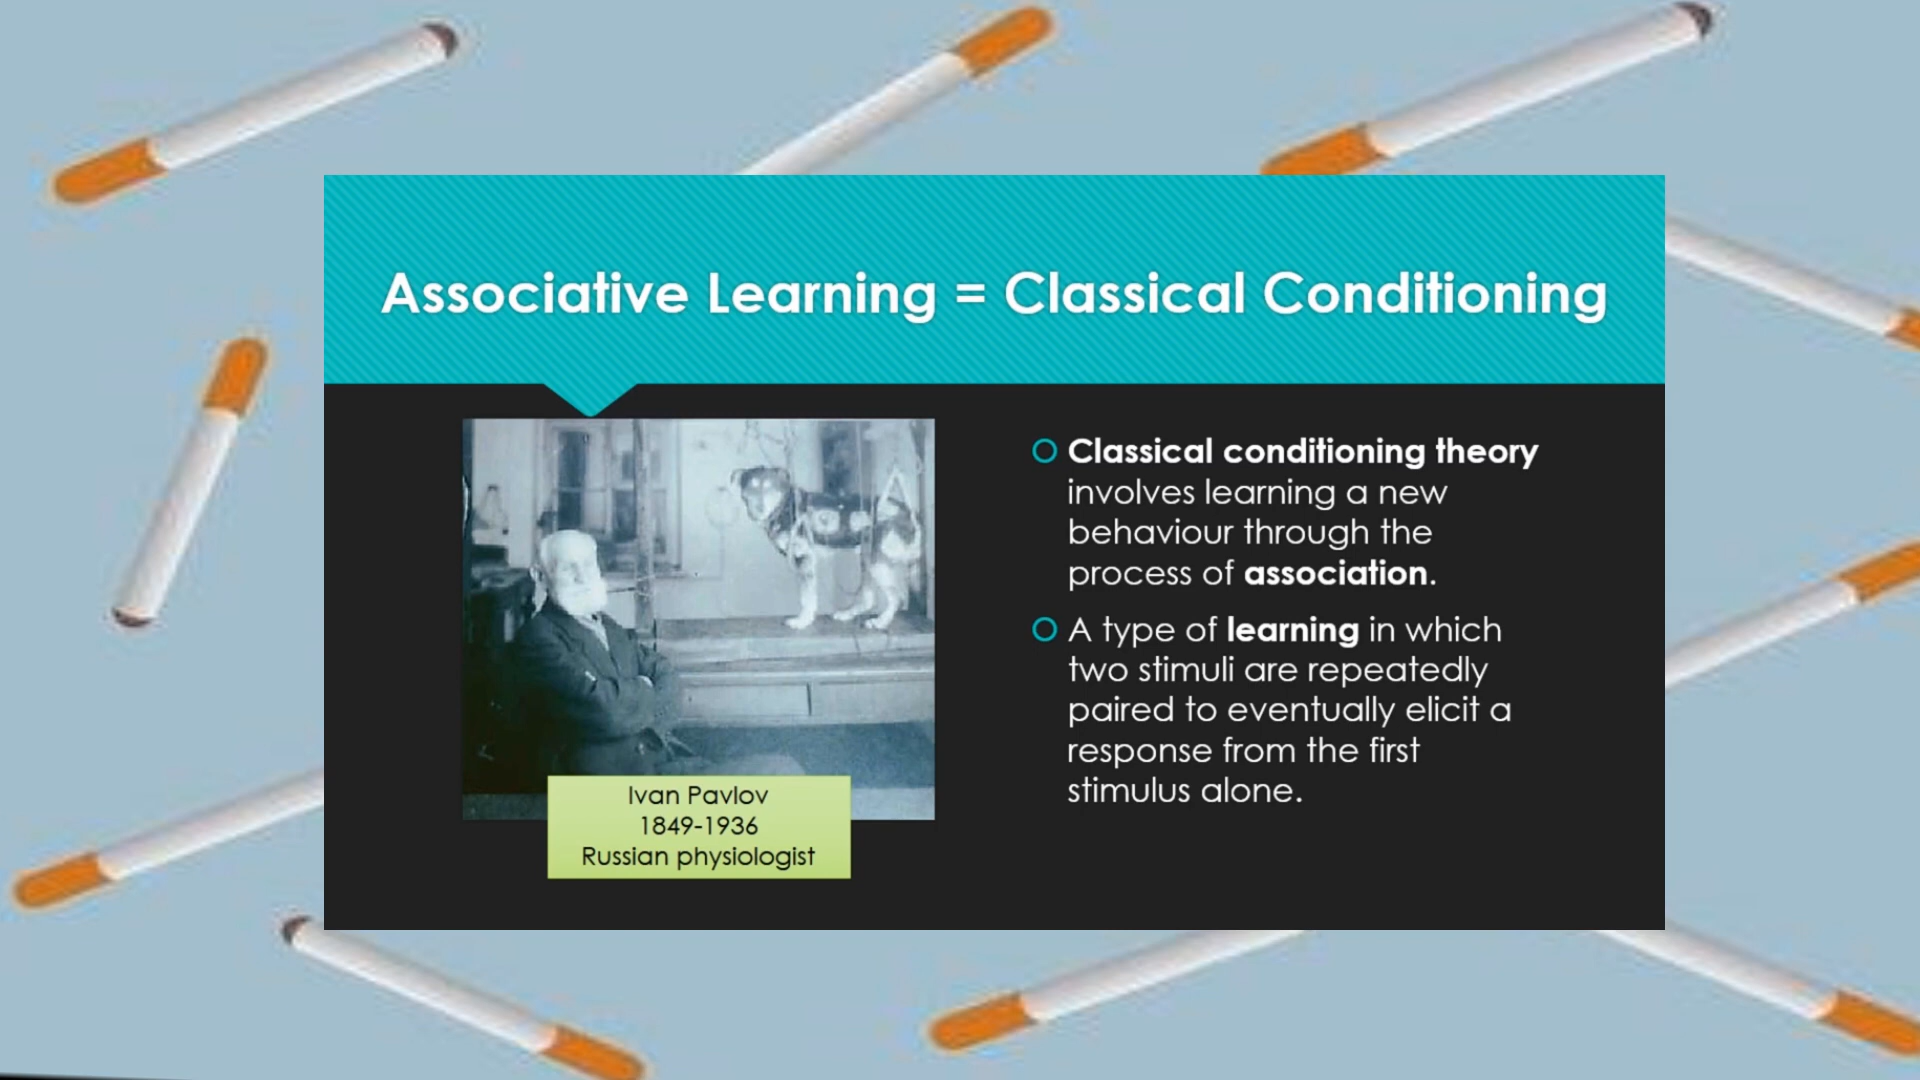 Associative Learning = Classical Conditioning
Classical conditioning theory
involves learning a new
behaviour through the
process of association.
A type of learning in which
two stimuli are repeatedly
paired to eventually elicit a
response from the first
stimulus alone.
Ivan Pavlov
1849-1936
Russian physiologist